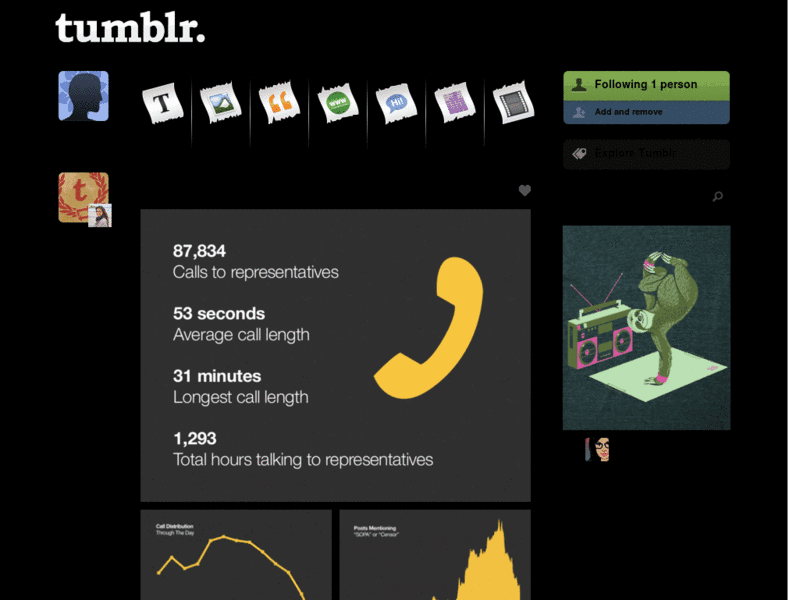 tumblr.
T
www
Hi!
Following 1 person
Add and remove
Explore Tumblr
t
87,834
Calls to representatives
53 seconds
Average call length
31 minutes
Longest call length
1,293
Total hours talking to representatives
Call Distribution
Through The Day
Posts Mentioning
"SOPA" or "Censor"